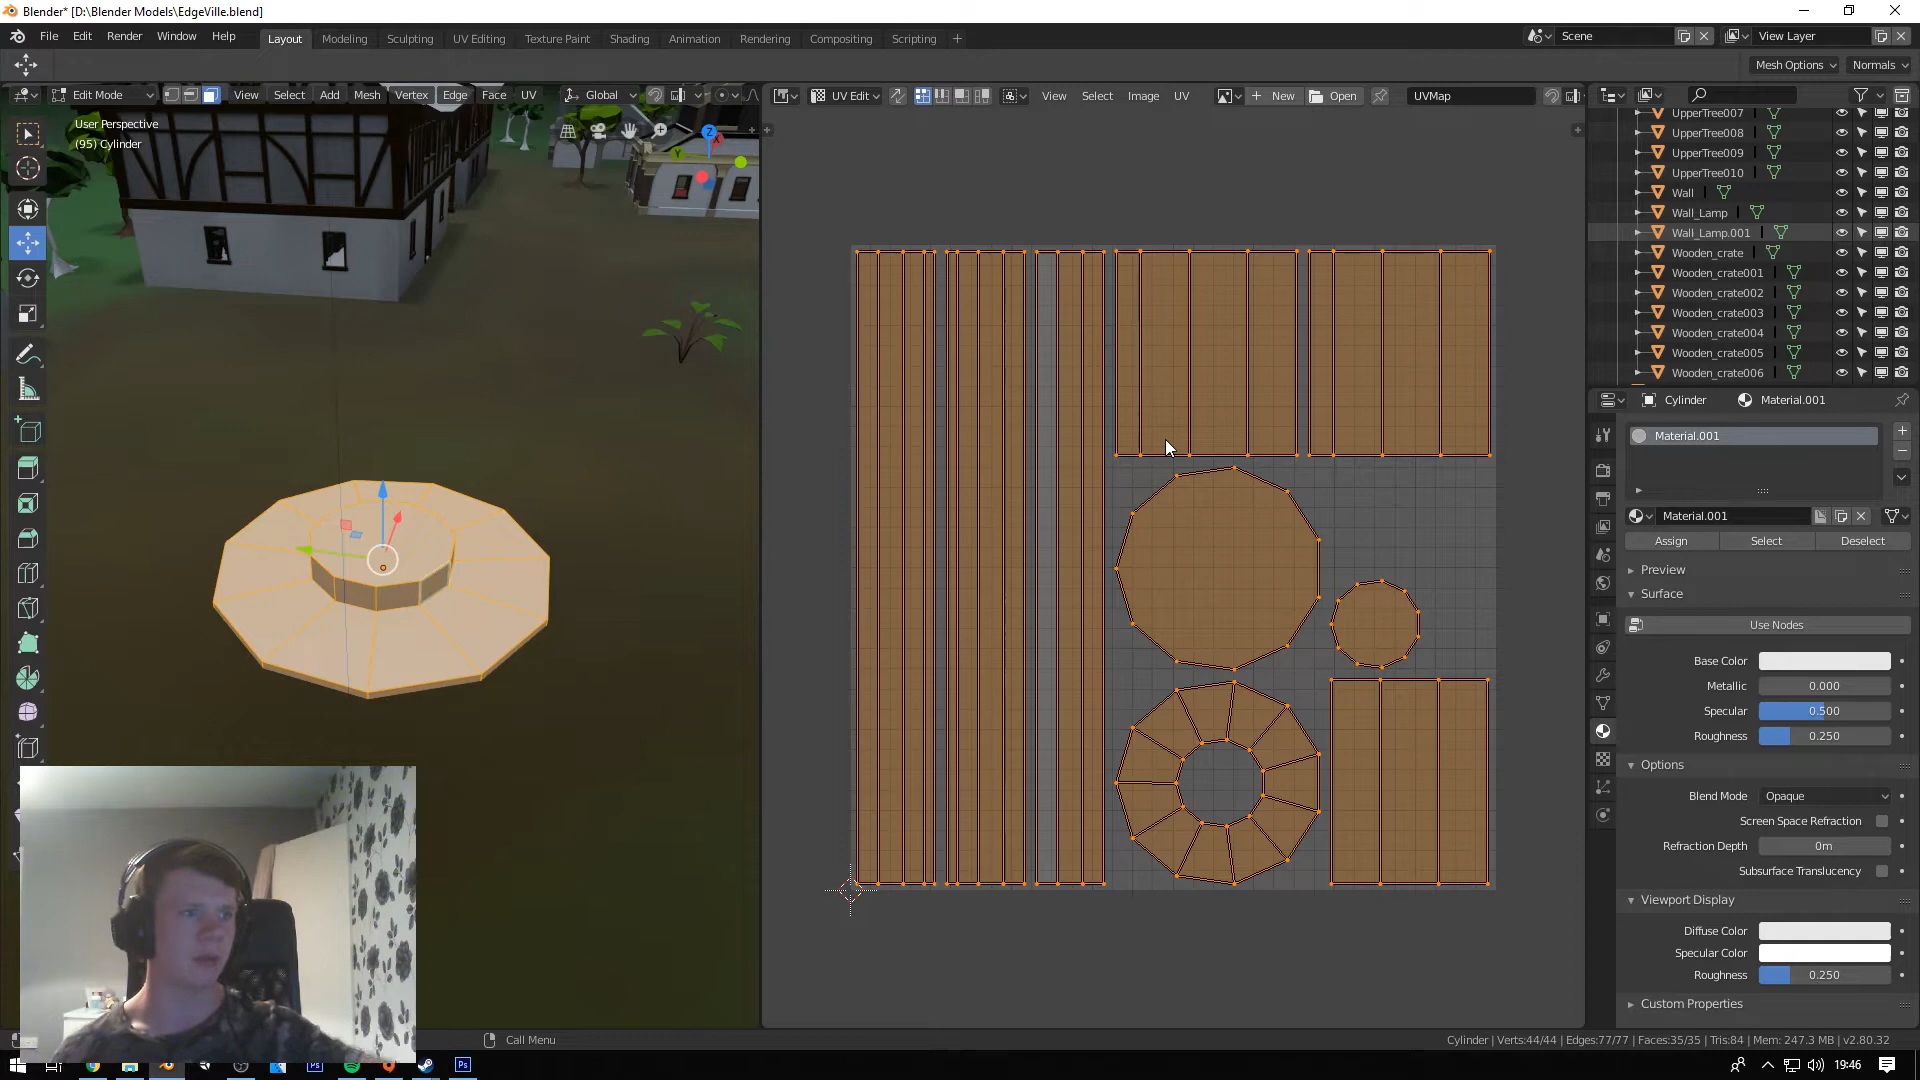 Blender* [D:\Blender Models\EdgeVille.blend]
File Edit Render Window Help
Layout Modeling Sculpting UV Editing Texture Paint Shading Animation Rendering Compositing Scripting
Scene
View Layer
Mesh Options
Normals
Edit Mode View Select Add Mesh Vertex Edge Face UV Global
UV Edit View Select Image UV New Open UVMap
User Perspective
(95) Cylinder
Z
X
Y
UpperTree007
UpperTree008
UpperTree009
UpperTree010
Wall
Wall_Lamp
Wall_Lamp.001
Wooden_crate
Wooden_crate001
Wooden_crate002
Wooden_crate003
Wooden_crate004
Wooden_crate005
Wooden_crate006
Cylinder Material.001
Material.001
Material.001
Assign Select Deselect
Preview
Surface
Use Nodes
Base Color
Metallic 0.000
Specular 0.500
Roughness 0.250
Options
Blend Mode Opaque
Screen Space Refraction
Refraction Depth 0m
Subsurface Translucency
Viewport Display
Diffuse Color
Specular Color
Roughness 0.250
Custom Properties
Call Menu
Cylinder | Verts:44/44 | Edges:77/77 | Faces:35/35 | Tris:84 | Mem: 247.3 MB | v2.80.32
Ps
Ps
19:46